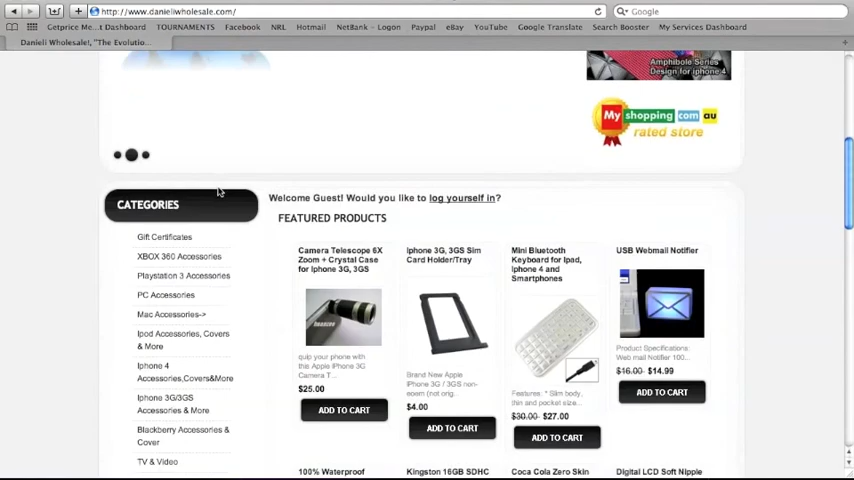 http://www.danieliwholesale.com/
Google
Getprice Me...t Dashboard TOURNAMENTS Facebook NRL Hotmail NetBank - Logon Paypal eBay YouTube Google Translate Search Booster My Services Dashboard
Danieli Wholesale!, "The Evolutio...
Amphibole Series
Design for iphone 4
My shopping com au
rated store
CATEGORIES
Gift Certificates
XBOX 360 Accessories
Playstation 3 Accessories
PC Accessories
Mac Accessories->
Ipod Accessories, Covers
& More
Iphone 4
Accessories,Covers&More
Iphone 3G/3GS
Accessories & More
Blackberry Accessories &
Cover
TV & Video
Welcome Guest! Would you like to log yourself in?
FEATURED PRODUCTS
Camera Telescope 6X
Zoom + Crystal Case
for Iphone 3G, 3GS
quip your phone with
this Apple iPhone 3G
Camera T...
$25.00
ADD TO CART
Iphone 3G, 3GS Sim
Card Holder/Tray
Brand New Apple
iPhone 3G / 3GS non-
eoem (not orig...
$4.00
ADD TO CART
Mini Bluetooth
Keyboard for Ipad,
Iphone 4 and
Smartphones
Features: * Slim body,
thin and pocket size...
$30.00 $27.00
ADD TO CART
USB Webmail Notifier
Product Specifications:
Web mail Notifier 100...
$16.00 $14.99
ADD TO CART
100% Waterproof
Kingston 16GB SDHC
Coca Cola Zero Skin
Digital LCD Soft Nipple